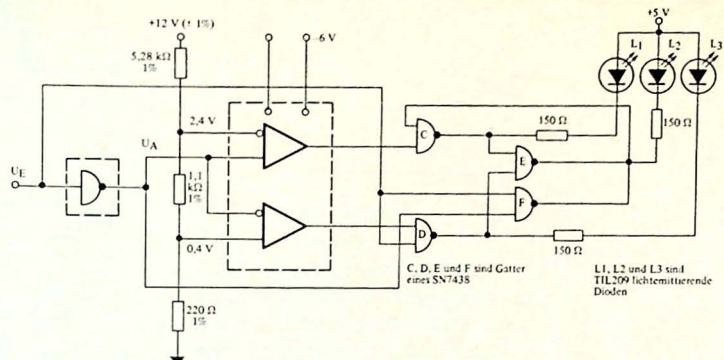 +12 V (± 1%)
-6 V
+5 V
5,28 kΩ
1%
L1
L2
L3
2,4 V
150 Ω
150 Ω
C
UA
E
UE
1,1
kΩ
1%
F
D
0,4 V
150 Ω
C, D, E und F sind Gatter
eines SN7438
L1, L2 und L3 sind
TIL209 lichtemittierende
Dioden
220 Ω
1%